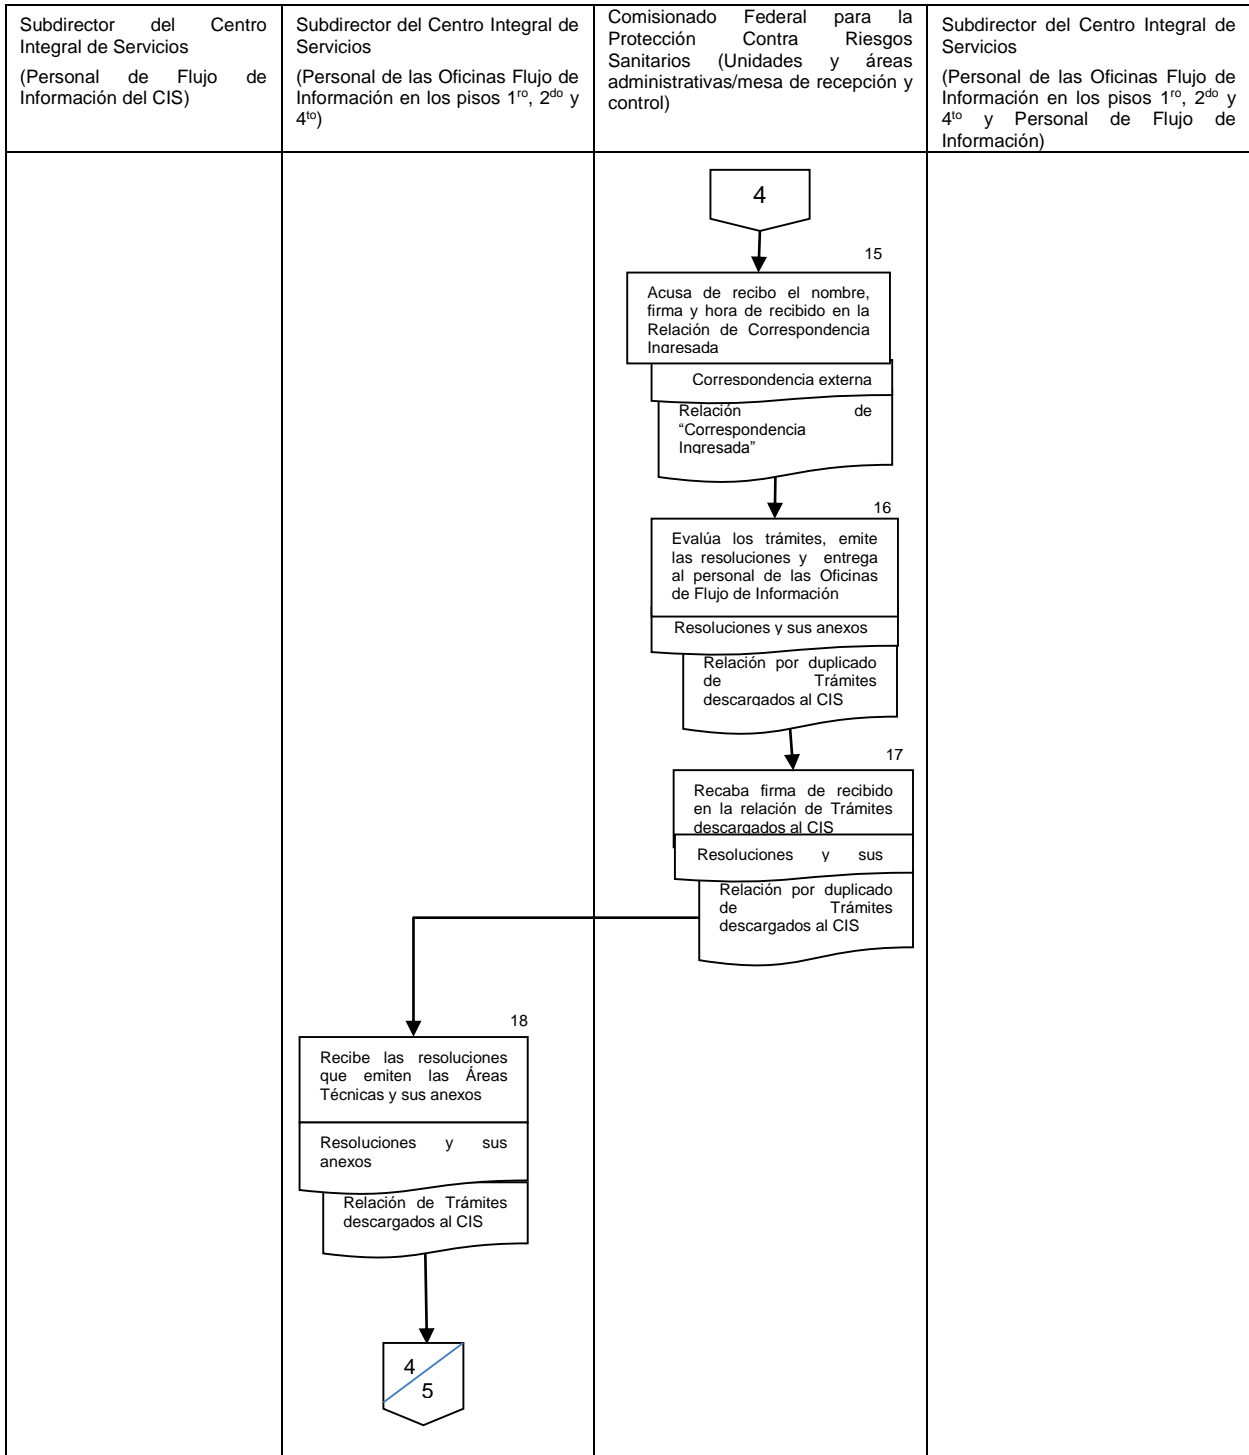 Subdirector del Centro
Integral de Servicios
(Personal de Flujo de
Información del CIS)
Subdirector del Centro Integral de
Servicios
(Personal de las Oficinas Flujo de
Información en los pisos 1ro, 2do y
4to)
Comisionado Federal para la
Protección Contra Riesgos
Sanitarios (Unidades y áreas
administrativas/mesa de recepción y
control)
Subdirector del Centro Integral de
Servicios
(Personal de las Oficinas Flujo de
Información en los pisos 1ro, 2do y
4to y Personal de Flujo de
Información)
4
15
Acusa de recibo el nombre,
firma y hora de recibido en la
Relación de Correspondencia
Ingresada
Correspondencia externa
Relación de
“Correspondencia
Ingresada”
16
Evalúa los trámites, emite
las resoluciones y entrega
al personal de las Oficinas
de Flujo de Información
Resoluciones y sus anexos
Relación por duplicado
de Trámites
descargados al CIS
17
Recaba firma de recibido
en la relación de Trámites
descargados al CIS
Resoluciones y sus
Relación por duplicado
de Trámites
descargados al CIS
18
Recibe las resoluciones
que emiten las Áreas
Técnicas y sus anexos
Resoluciones y sus
anexos
Relación de Trámites
descargados al CIS
4
5